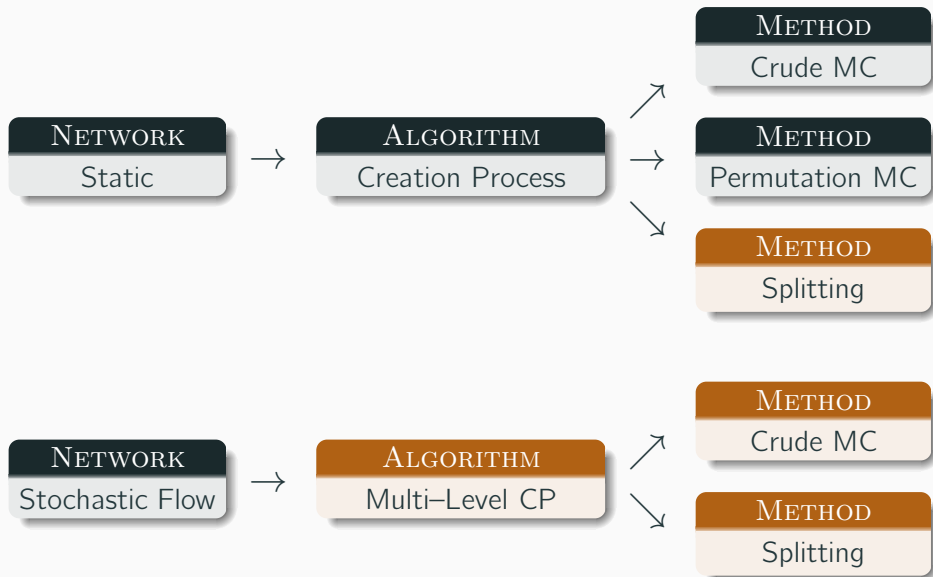 METHOD
Crude MC
NETWORK
Static
ALGORITHM
Creation Process
METHOD
Permutation MC
METHOD
Splitting
METHOD
Crude MC
NETWORK
Stochastic Flow
ALGORITHM
Multi–Level CP
METHOD
Splitting